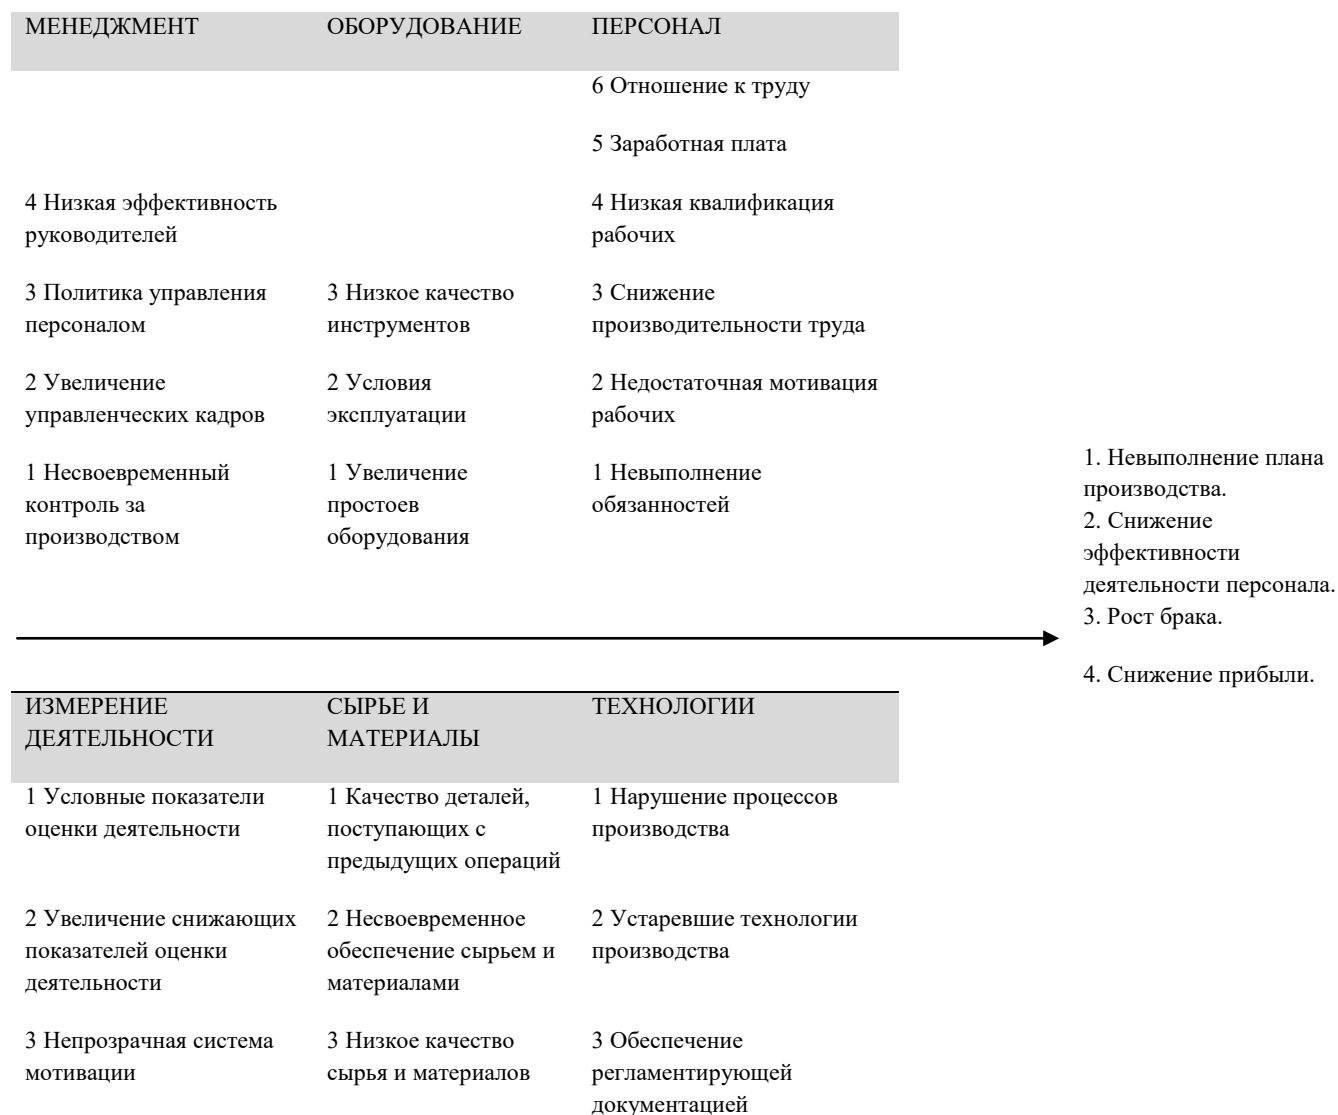 МЕНЕДЖМЕНТ ОБОРУДОВАНИЕ ПЕРСОНАЛ
6 Отношение к труду
5 Заработная плата
4 Низкая эффективность
руководителей
4 Низкая квалификация
рабочих
3 Политика управления
персоналом
3 Низкое качество
инструментов
3 Снижение
производительности труда
2 Увеличение
управленческих кадров
2 Условия
эксплуатации
2 Недостаточная мотивация
рабочих
1 Несвоевременный
контроль за
производством
1 Увеличение
простоев
оборудования
1 Невыполнение
обязанностей
1. Невыполнение плана
производства.
2. Снижение
эффективности
деятельности персонала.
3. Рост брака.
4. Снижение прибыли.
ИЗМЕРЕНИЕ
ДЕЯТЕЛЬНОСТИ
СЫРЬЕ И
МАТЕРИАЛЫ
ТЕХНОЛОГИИ
1 Условные показатели
оценки деятельности
1 Качество деталей,
поступающих с
предыдущих операций
1 Нарушение процессов
производства
2 Увеличение снижающих
показателей оценки
деятельности
2 Несвоевременное
обеспечение сырьем и
материалами
2 Устаревшие технологии
производства
3 Непрозрачная система
мотивации
3 Низкое качество
сырья и материалов
3 Обеспечение
регламентирующей
документацией